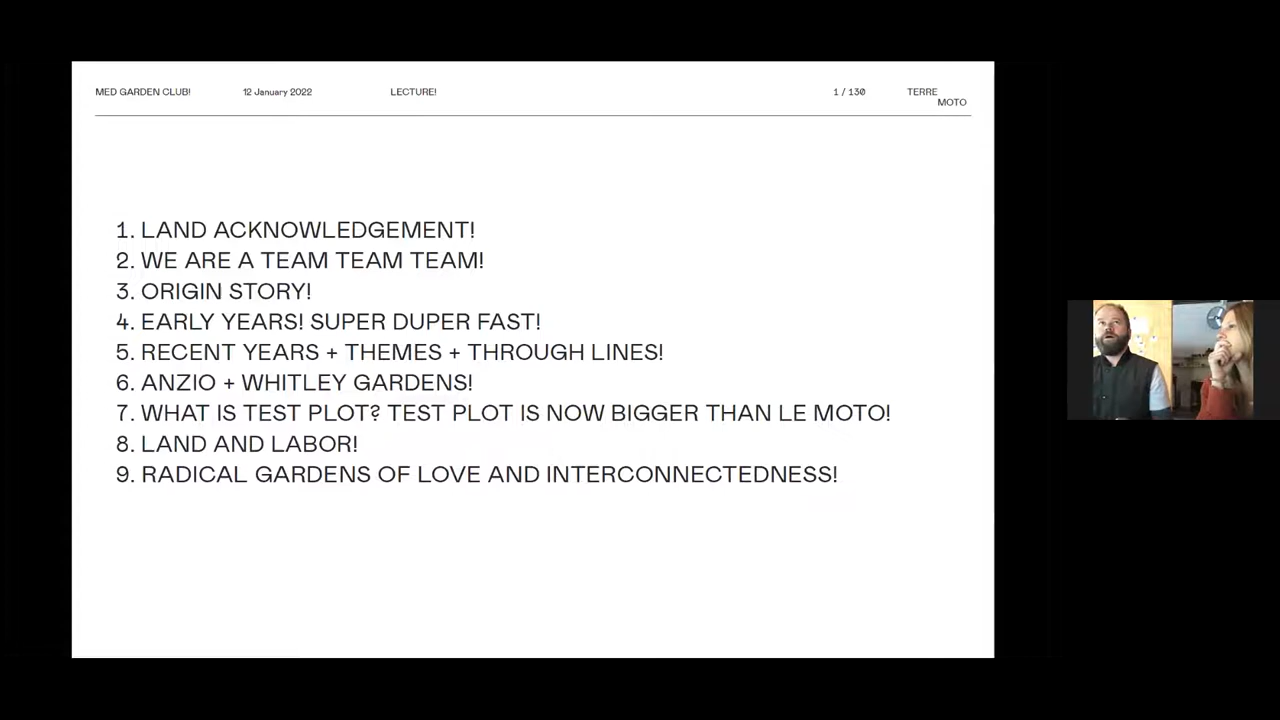 MED GARDEN CLUB! 12 January 2022 LECTURE! 1 / 130 TERRE
MOTO
1. LAND ACKNOWLEDGEMENT!
2. WE ARE A TEAM TEAM TEAM!
3. ORIGIN STORY!
4. EARLY YEARS! SUPER DUPER FAST!
5. RECENT YEARS + THEMES + THROUGH LINES!
6. ANZIO + WHITLEY GARDENS!
7. WHAT IS TEST PLOT? TEST PLOT IS NOW BIGGER THAN LE MOTO!
8. LAND AND LABOR!
9. RADICAL GARDENS OF LOVE AND INTERCONNECTEDNESS!